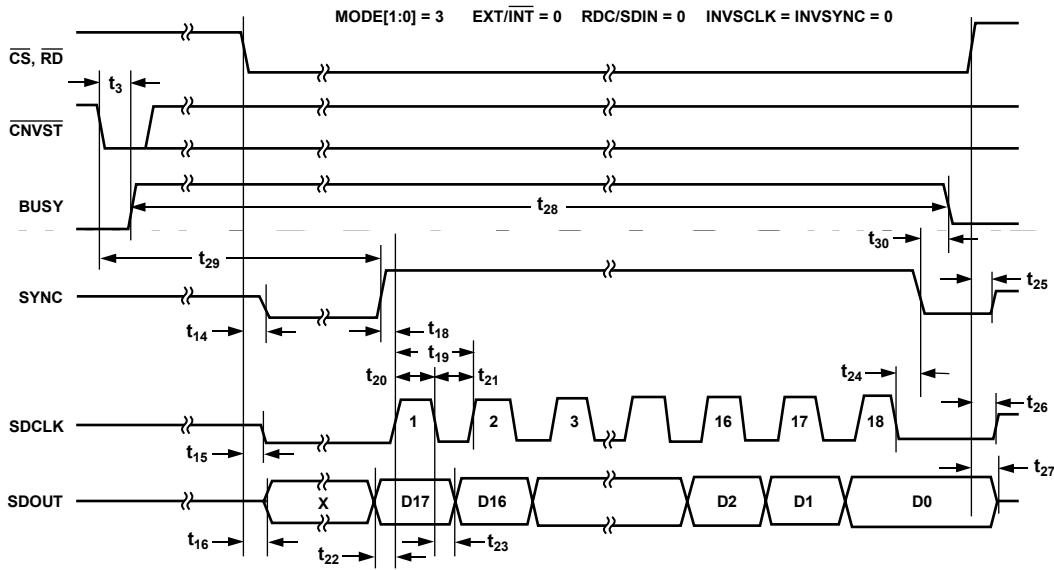 MODE[1:0] = 3 EXT/INT = 0 RDC/SDIN = 0 INVSCLK = INVSYNC = 0
CS, RD
t3
CNVST
BUSY
t28
t30
t29
t25
SYNC
t14
t18
t19
t20
t21
t24
t26
SDCLK
1 2 3 16 17 18
t15
t27
SDOUT
X D17 D16 D2 D1 D0
t16
t22
t23